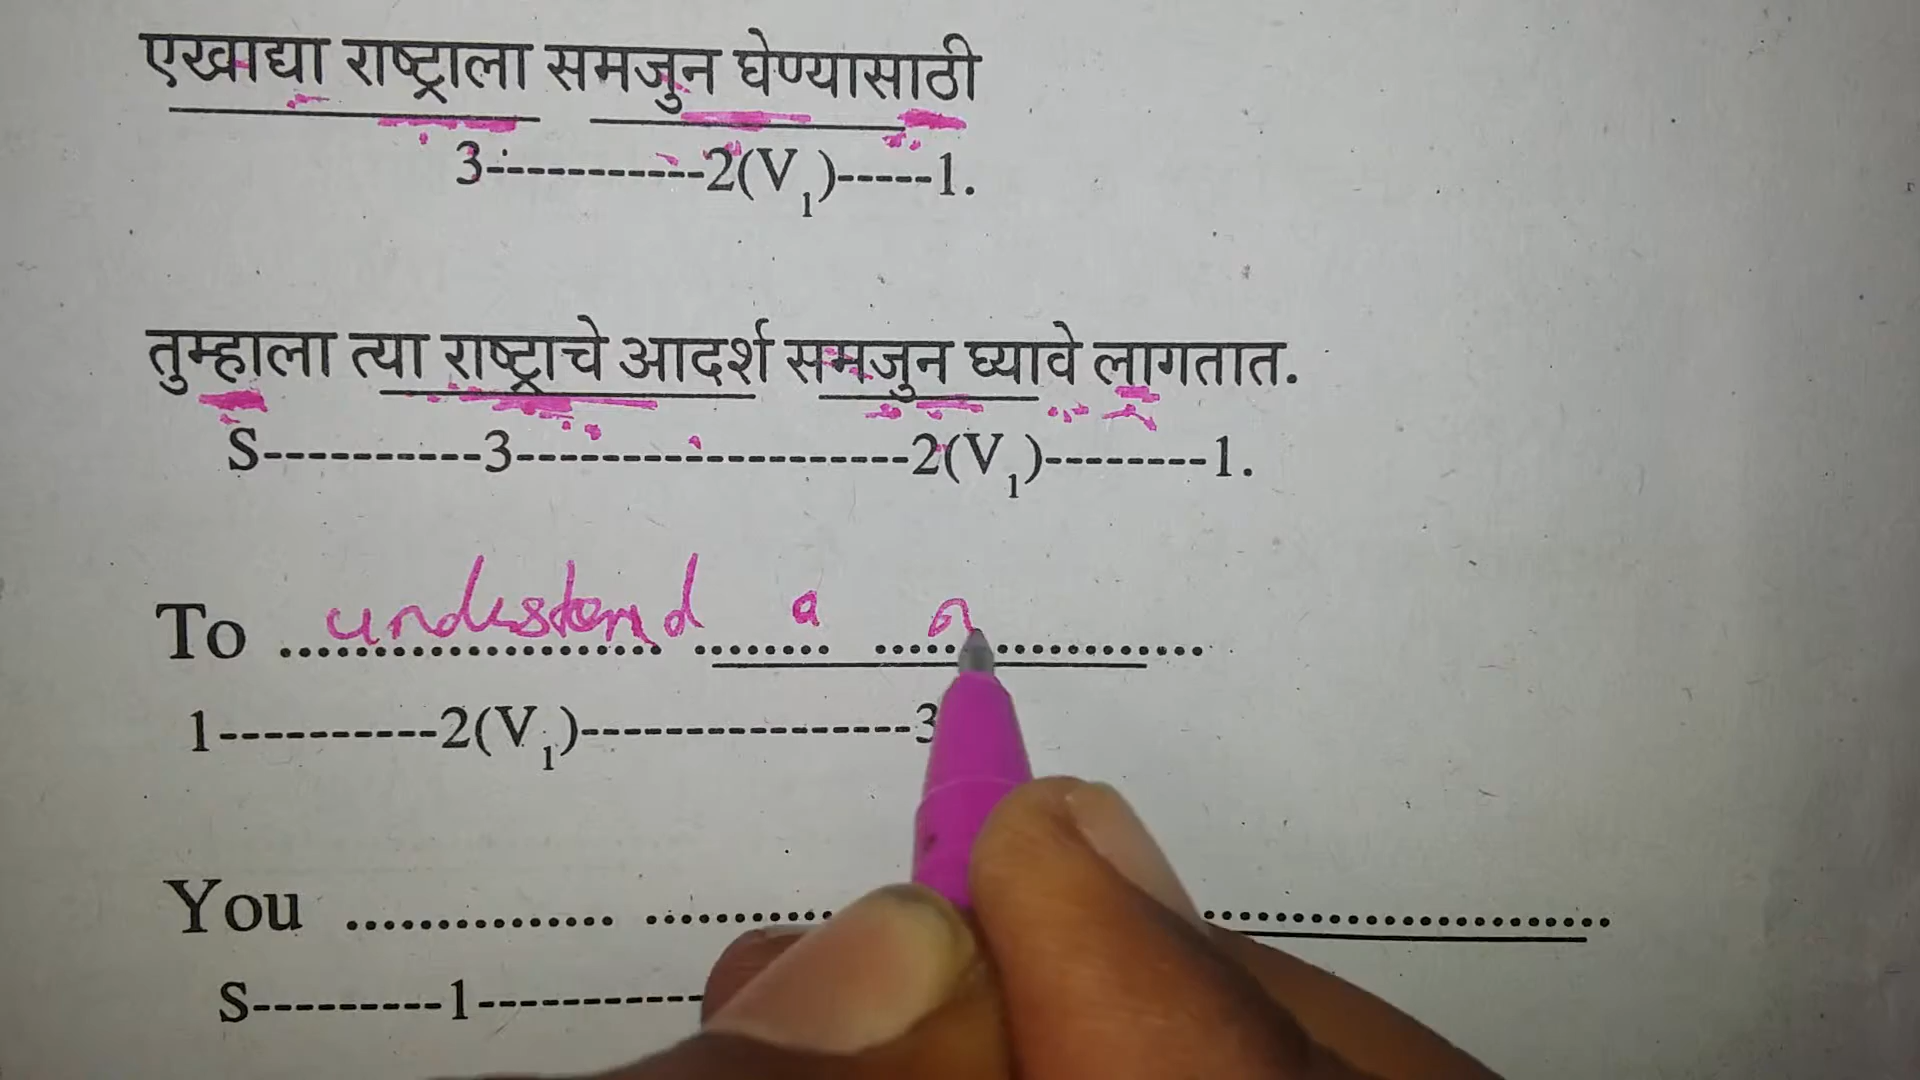 एखाद्या राष्ट्राला समजुन घेण्यासाठी
3------------2(V1)-----1.
तुम्हाला त्या राष्ट्राचे आदर्श समजुन घ्यावे लागतात.
S----------3-------------------2(V1)--------1.
To understand a n
1----------2(V1)----------------3
You .............. ............ ........................
S---------1-----------